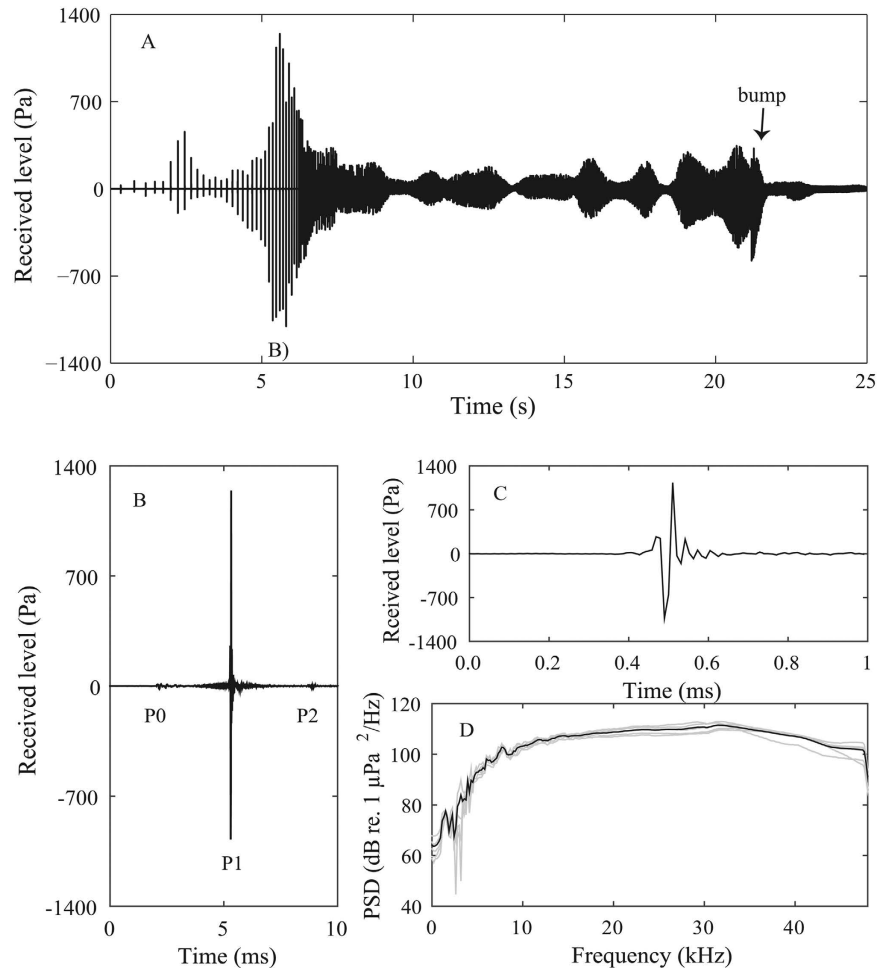 A
Received level (Pa)
1400
700
0
−700
−1400
bump
B)
0
5
10
15
20
25
Time (s)
B
Received level (Pa)
1400
700
0
-700
-1400
P0
P2
P1
0
5
10
Time (ms)
C
Rceived level (Pa)
1400
700
0
-700
-1400
0.0
0.2
0.4
0.6
0.8
1
Time (ms)
D
PSD (dB re. 1 µPa ²/Hz)
120
100
80
60
40
0
10
20
30
40
Frequency (kHz)